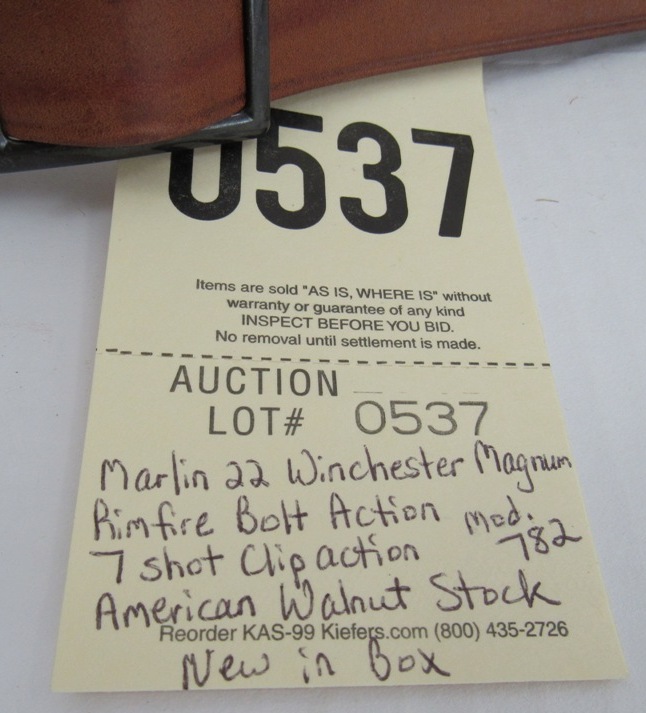 0537
Items are sold "AS IS, WHERE IS" without
warranty or guarantee of any kind
INSPECT BEFORE YOU BID.
No removal until settlement is made.
AUCTION
LOT# 0537
Marlin 22 Winchester Magnum
Rimfire Bolt Action Mod.
7 shot Clip action 782
American Walnut Stock
Reorder KAS-99 Kiefers.com (800) 435-2726
New in Box